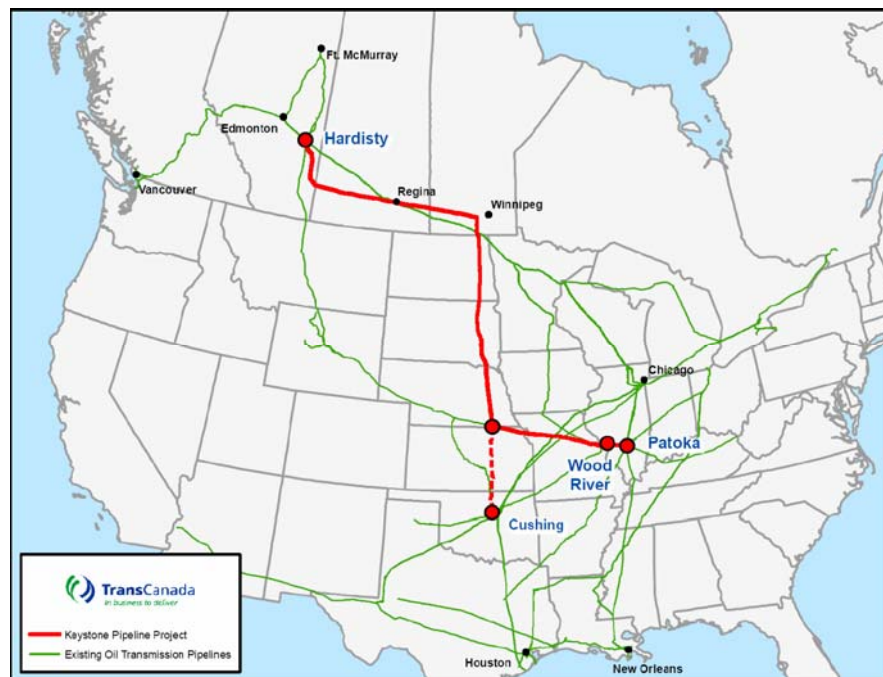 Ft. McMurray
Edmonton
Hardisty
Vancouver
Regina
Winnipeg
Chicago
Patoka
Wood
River
Cushing
Houston
New Orleans
TransCanada
In business to deliver
Keystone Pipeline Project
Existing Oil Transmission Pipelines